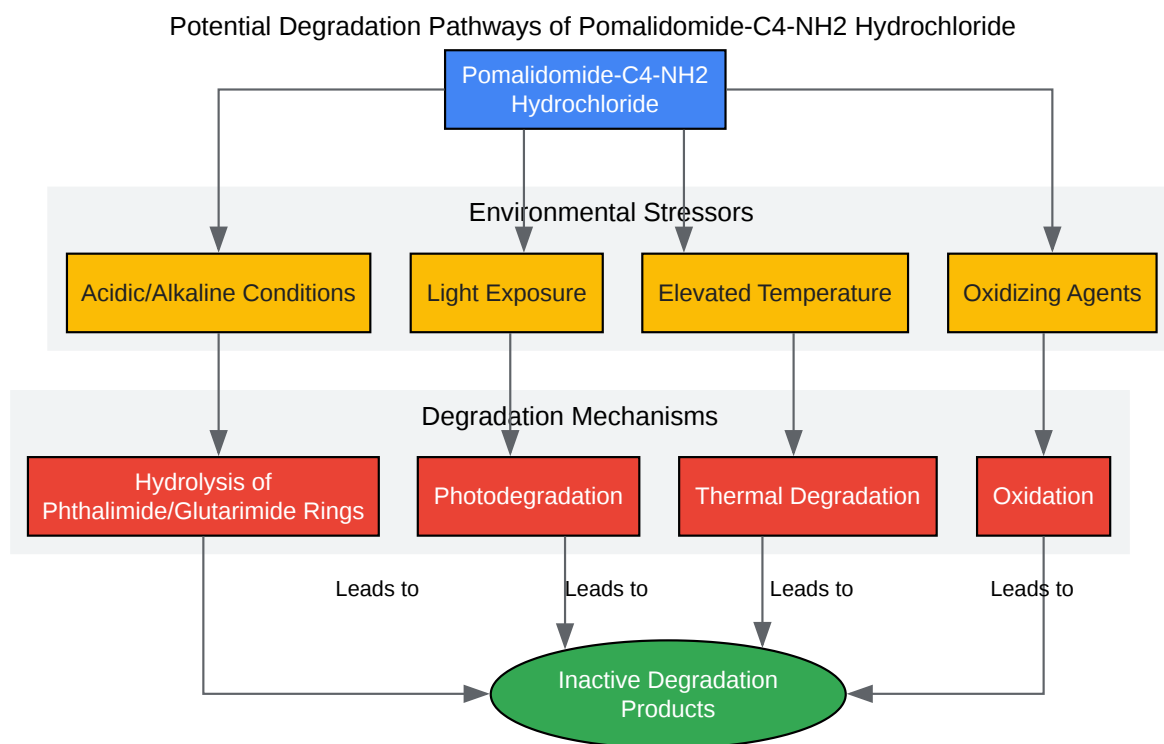 Potential Degradation Pathways of Pomalidomide-C4-NH2 Hydrochloride
Pomalidomide-C4-NH2
Hydrochloride
Environmental Stressors
Acidic/Alkaline Conditions
Light Exposure
Elevated Temperature
Oxidizing Agents
Degradation Mechanisms
Hydrolysis of
Phthalimide/Glutarimide Rings
Photodegradation
Thermal Degradation
Oxidation
Leads to
Leads to
Leads to
Leads to
Inactive Degradation
Products